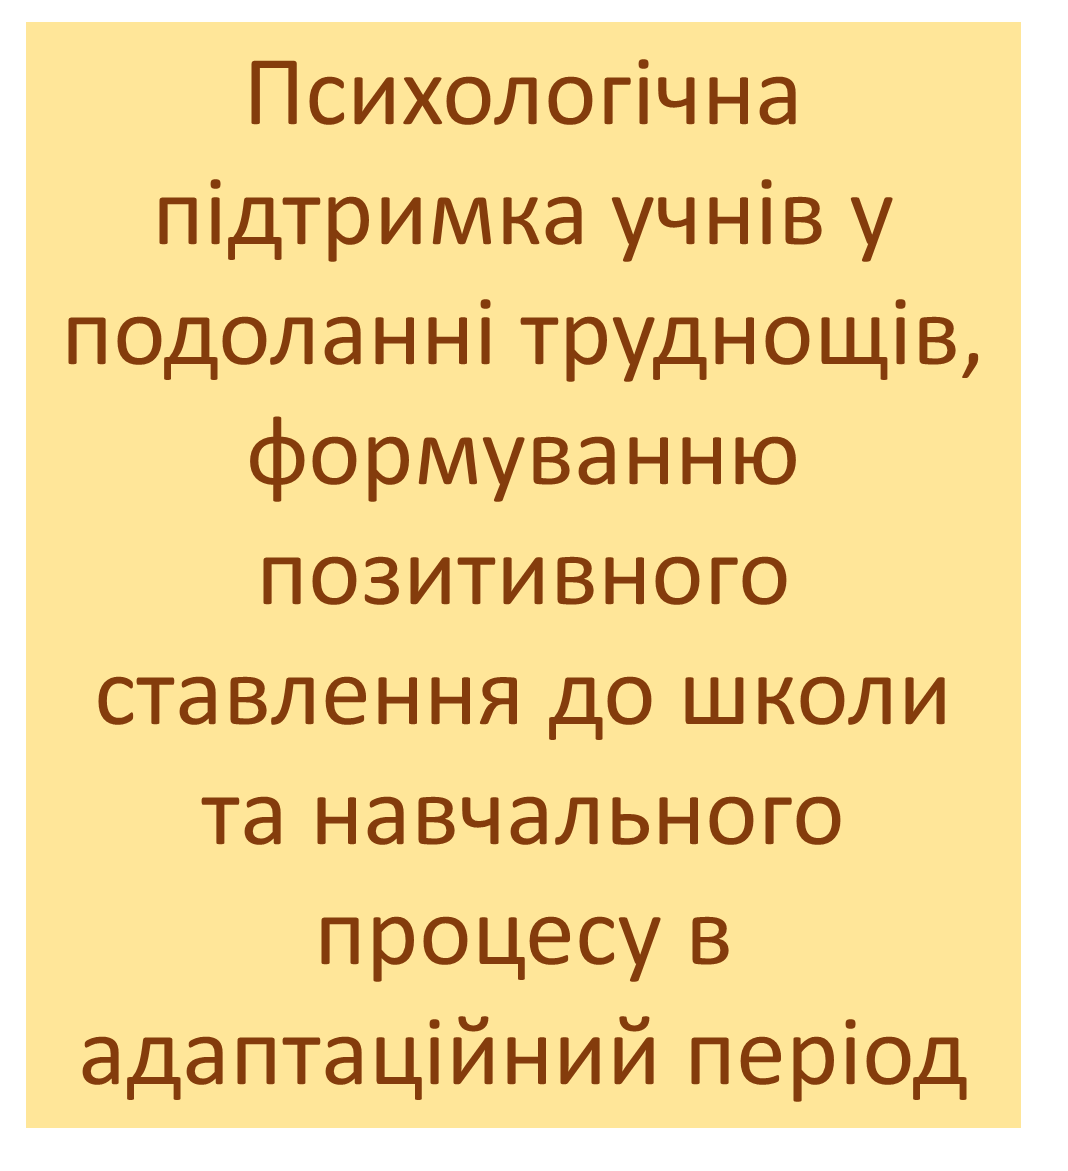 Психологічна
підтримка учнів у
подоланні труднощів,
формуванню
позитивного
ставлення до школи
та навчального
процесу в
адаптаційний період